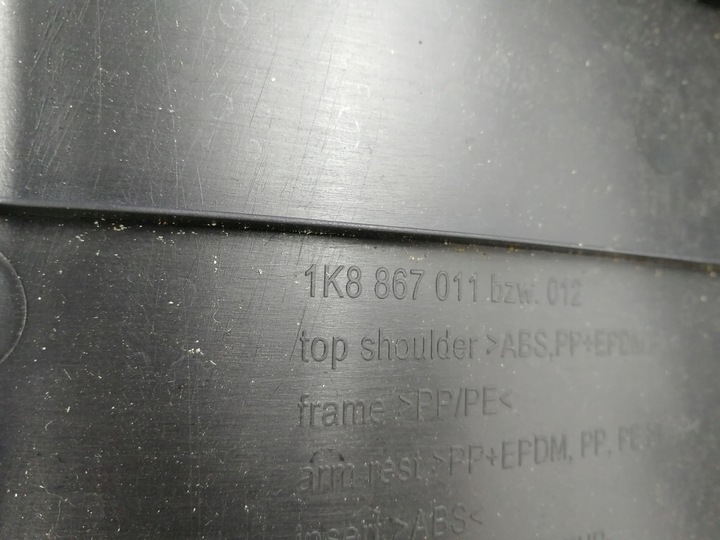 1K8 867 011 bzw. 012
top shoulder >ABS,PP+EPDM
frame >PP/PE<
arm rest >PP+EPDM, PP,
insert >ABS<